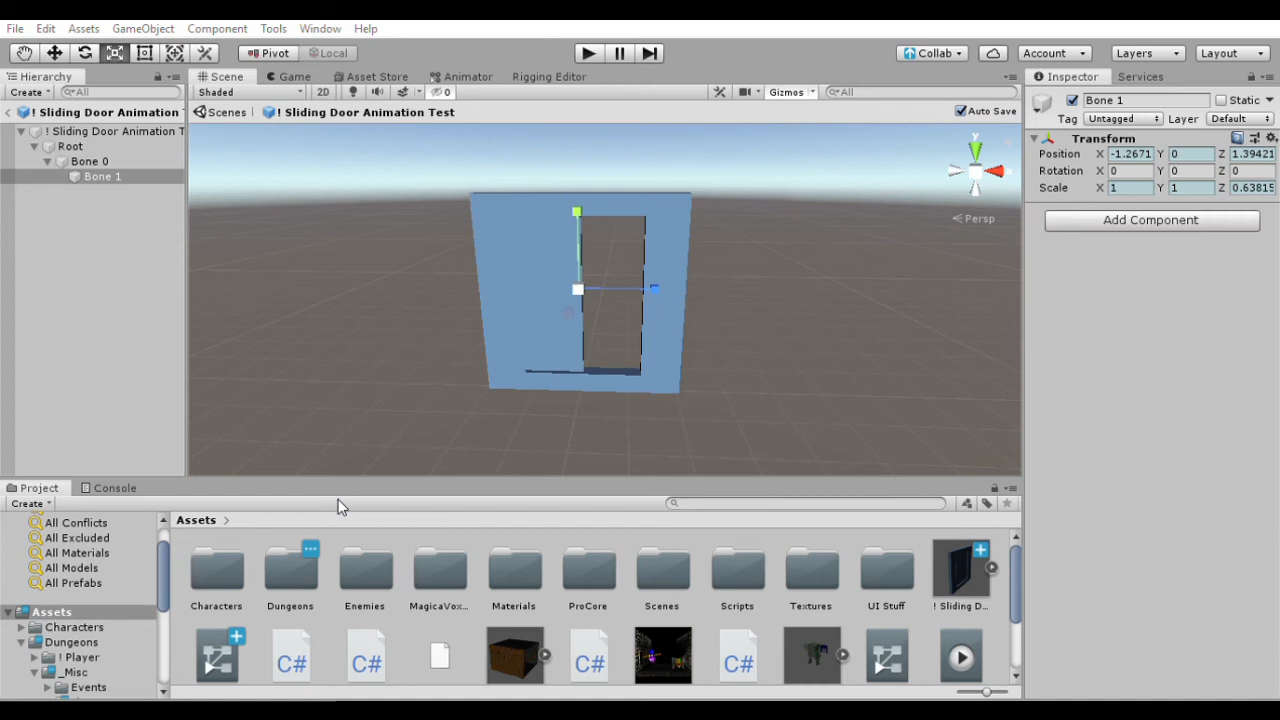 File Edit Assets GameObject Component Tools Window Help
Pivot Local Collab Account Layers Layout
Hierarchy Scene Game Asset Store Animator Rigging Editor Inspector Services
Create All Shaded 2D 0 Gizmos All Bone 1 Static
! Sliding Door Animation Scenes ! Sliding Door Animation Test Auto Save Tag Untagged Layer Default
! Sliding Door Animation T y Transform
Root Position X -1.2671 Y 0 Z 1.39421
Bone 0 Rotation X 0 Y 0 Z 0
Bone 1 Scale X 1 Y 1 Z 0.63815
Persp Add Component
Project Console
Create
All Conflicts Assets
All Excluded
All Materials
All Models
All Prefabs
Characters Dungeons Enemies MagicaVox... Materials ProCore Scenes Scripts Textures UI Stuff ! Sliding D...
Assets
Characters
Dungeons
! Player C# C# C# C#
_Misc
Events